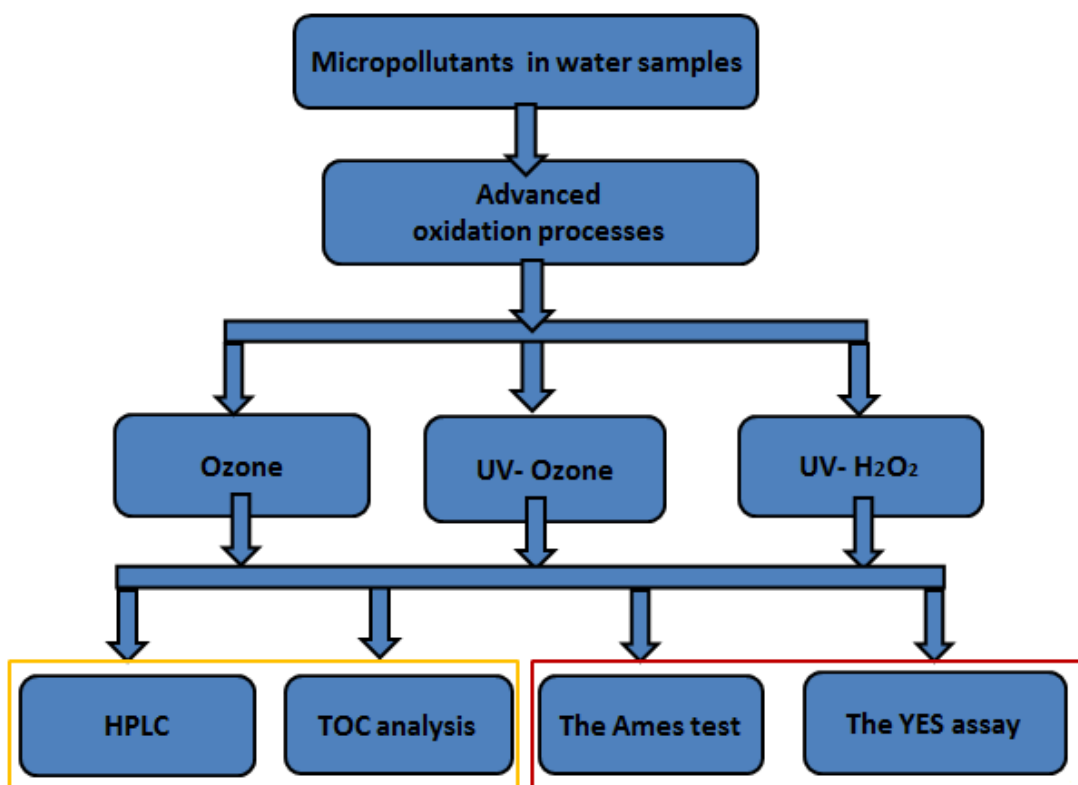 Micropollutants in water samples
Advanced
oxidation processes
Ozone
UV- Ozone
UV- H₂O₂
HPLC
TOC analysis
The Ames test
The YES assay